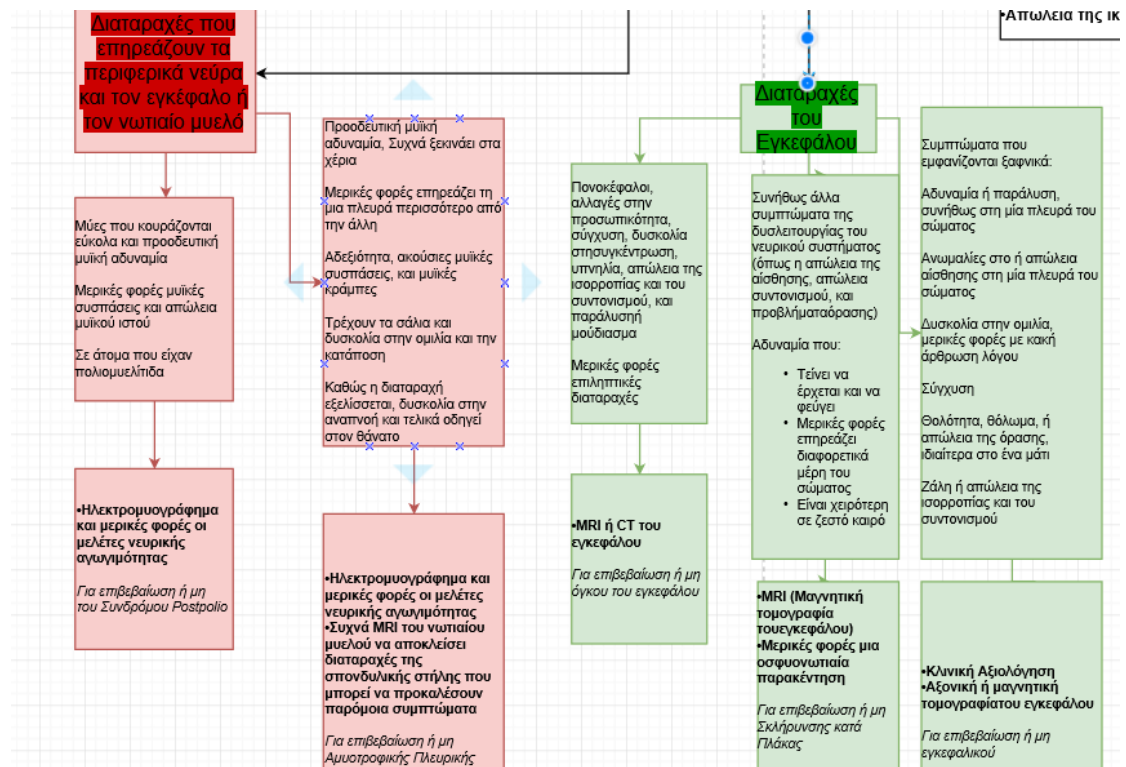 Διαταραχές που
επηρεάζουν τα
περιφερικά νεύρα
και τον εγκέφαλο ή
τον νωτιαίο μυελό
Μύες που κουράζονται
εύκολα και προοδευτική
μυϊκή αδυναμία
Μερικές φορές μυϊκές
συσπάσεις και απώλεια
μυϊκού ιστού
Σε άτομα που είχαν
πολιομυελίτιδα
•Ηλεκτρομυογράφημα
και μερικές φορές οι
μελέτες νευρικής
αγωγιμότητας
Για επιβεβαίωση ή μη
του Συνδρόμου Postpolio
Προοδευτική μυϊκή
αδυναμία, Συχνά ξεκινάει στα
χέρια
Μερικές φορές επηρεάζει τη
μια πλευρά περισσότερο από
την άλλη
Αδεξιότητα, ακούσιες μυϊκές
συσπάσεις, και μυϊκές
κράμπες
Τρέχουν τα σάλια και
δυσκολία στην ομιλία και την
κατάποση
Καθώς η διαταραχή
εξελίσσεται, δυσκολία στην
αναπνοή και τελικά οδηγεί
στον θάνατο
•Ηλεκτρομυογράφημα και
μερικές φορές οι μελέτες
νευρικής αγωγιμότητας
•Συχνά MRI του νωτιαίου
μυελού να αποκλείσει
διαταραχές της
σπονδυλικής στήλης που
μπορεί να προκαλέσουν
παρόμοια συμπτώματα
Για επιβεβαίωση ή μη
Αμυοτροφικής Πλευρικής
Διαταραχές
του
Εγκεφάλου
Πονοκέφαλοι,
αλλαγές στην
προσωπικότητα,
σύγχυση, δυσκολία
στησυγκέντρωση,
υπνηλία, απώλεια της
ισορροπίας και του
συντονισμού, και
παράλυσηή
μούδιασμα
Μερικές φορές
επιληπτικές
διαταραχές
•MRI ή CT του
εγκεφάλου
Για επιβεβαίωση ή μη
όγκου του εγκεφάλου
Συνήθως άλλα
συμπτώματα της
δυσλειτουργίας του
νευρικού συστήματος
(όπως η απώλεια της
αίσθησης, απώλεια
συντονισμού, και
προβλήματαόρασης)
Αδυναμία που:
• Τείνει να
έρχεται και να
φεύγει
• Μερικές φορές
επηρεάζει
διαφορετικά
μέρη του
σώματος
• Είναι χειρότερη
σε ζεστό καιρό
•MRI (Μαγνητική
τομογραφία
τουεγκεφάλου)
•Μερικές φορές μια
οσφυονωτιαία
παρακέντηση
Για επιβεβαίωση ή μη
Σκλήρυνσης κατά
Πλάκας
•Απώλεια της ικ
Συμπτώματα που
εμφανίζονται ξαφνικά:
Αδυναμία ή παράλυση,
συνήθως στη μία πλευρά του
σώματος
Ανωμαλίες στο ή απώλεια
αίσθησης στη μία πλευρά του
σώματος
Δυσκολία στην ομιλία,
μερικές φορές με κακή
άρθρωση λόγου
Σύγχυση
Θολότητα, θόλωμα, ή
απώλεια της όρασης,
ιδιαίτερα στο ένα μάτι
Ζάλη ή απώλεια της
ισορροπίας και του
συντονισμού
•Κλινική Αξιολόγηση
•Αξονική ή μαγνητική
τομογραφίατου εγκεφάλου
Για επιβεβαίωση ή μη
εγκεφαλικού